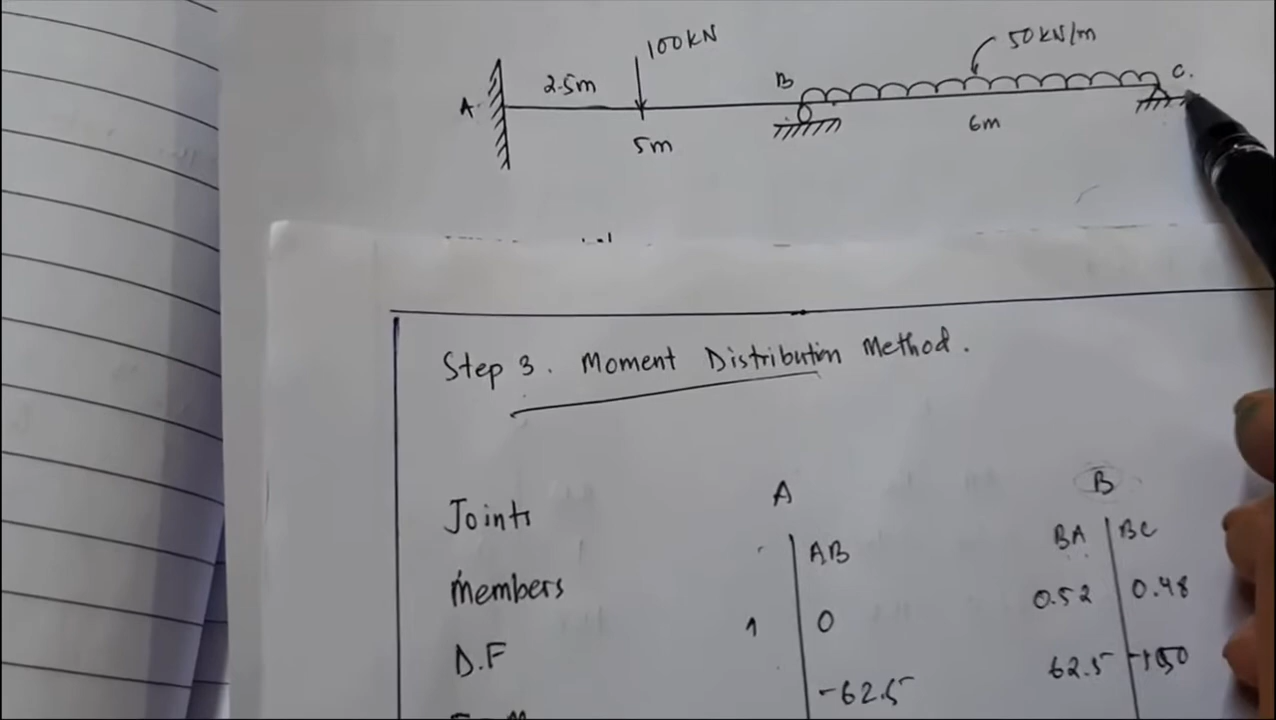 100KN
50KN/m
A
2.5m
B
C.
5m
6m
Step 3. Moment Distribution Method.
Joints
A
B
members
AB
BA
BC
D.F
1
0
0.52
0.48
-62.5
62.5